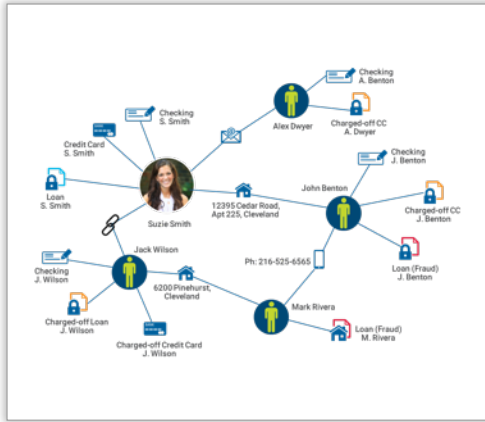 Checking
A. Benton
Checking
S. Smith
Alex Dwyer
Charged-off CC
A. Dwyer
Credit Card
S. Smith
Checking
J. Benton
Loan
S. Smith
John Benton
12395 Cedar Road,
Apt 225, Cleveland
Charged-off CC
J. Benton
Suzie Smith
Jack Wilson
Ph: 216-525-6565
Loan (Fraud)
J. Benton
Checking
J. Wilson
6200 Pinehurst,
Cleveland
Mark Rivera
Charged-off Loan
J. Wilson
Loan (Fraud)
M. Rivera
Charged-off Credit Card
J. Wilson